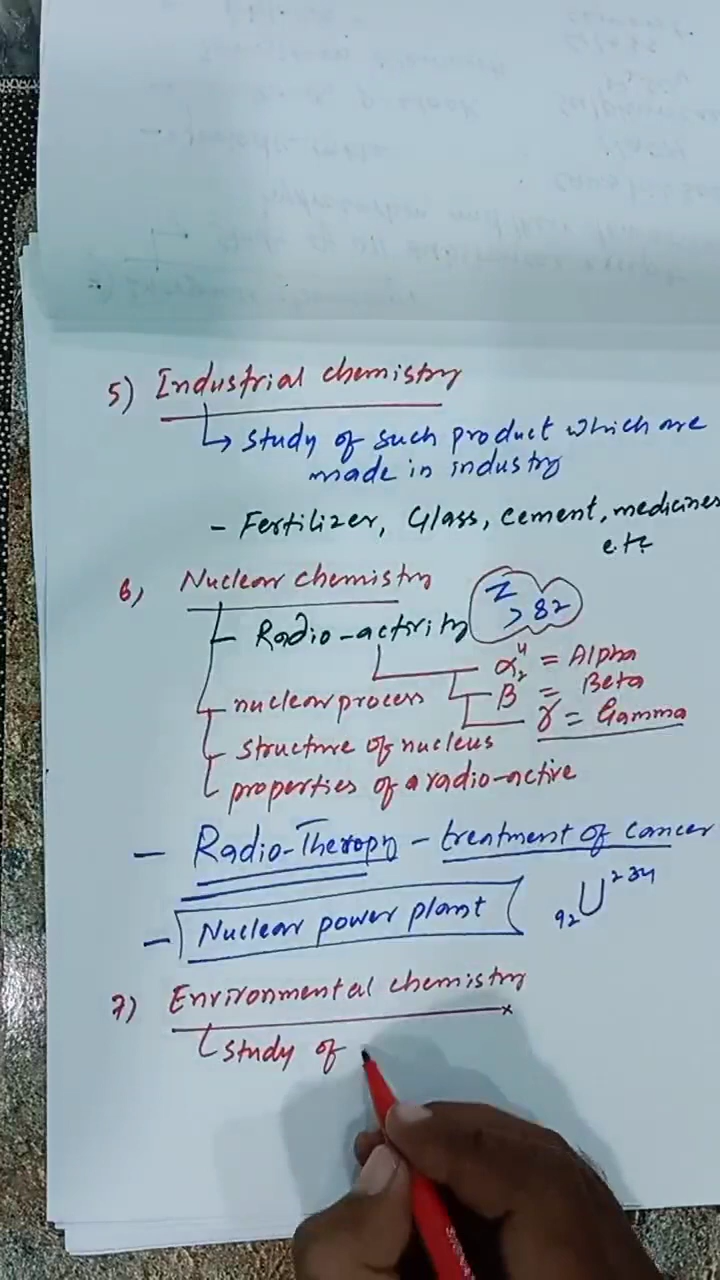 5) Industrial chemistry
↳ study of such product which are
made in industry
- Fertilizer, Glass, cement, medicines
etc
6) Nuclear chemistry
Z > 82
- Radio-activity
α₂⁴ = Alpha
- nuclear process
β = Beta
γ = Gamma
structure of nucleus
properties of a radio-active
- Radio-Therapy - treatment of cancer
- Nuclear power plant
₉₂U²³⁴
7) Environmental chemistry
study of